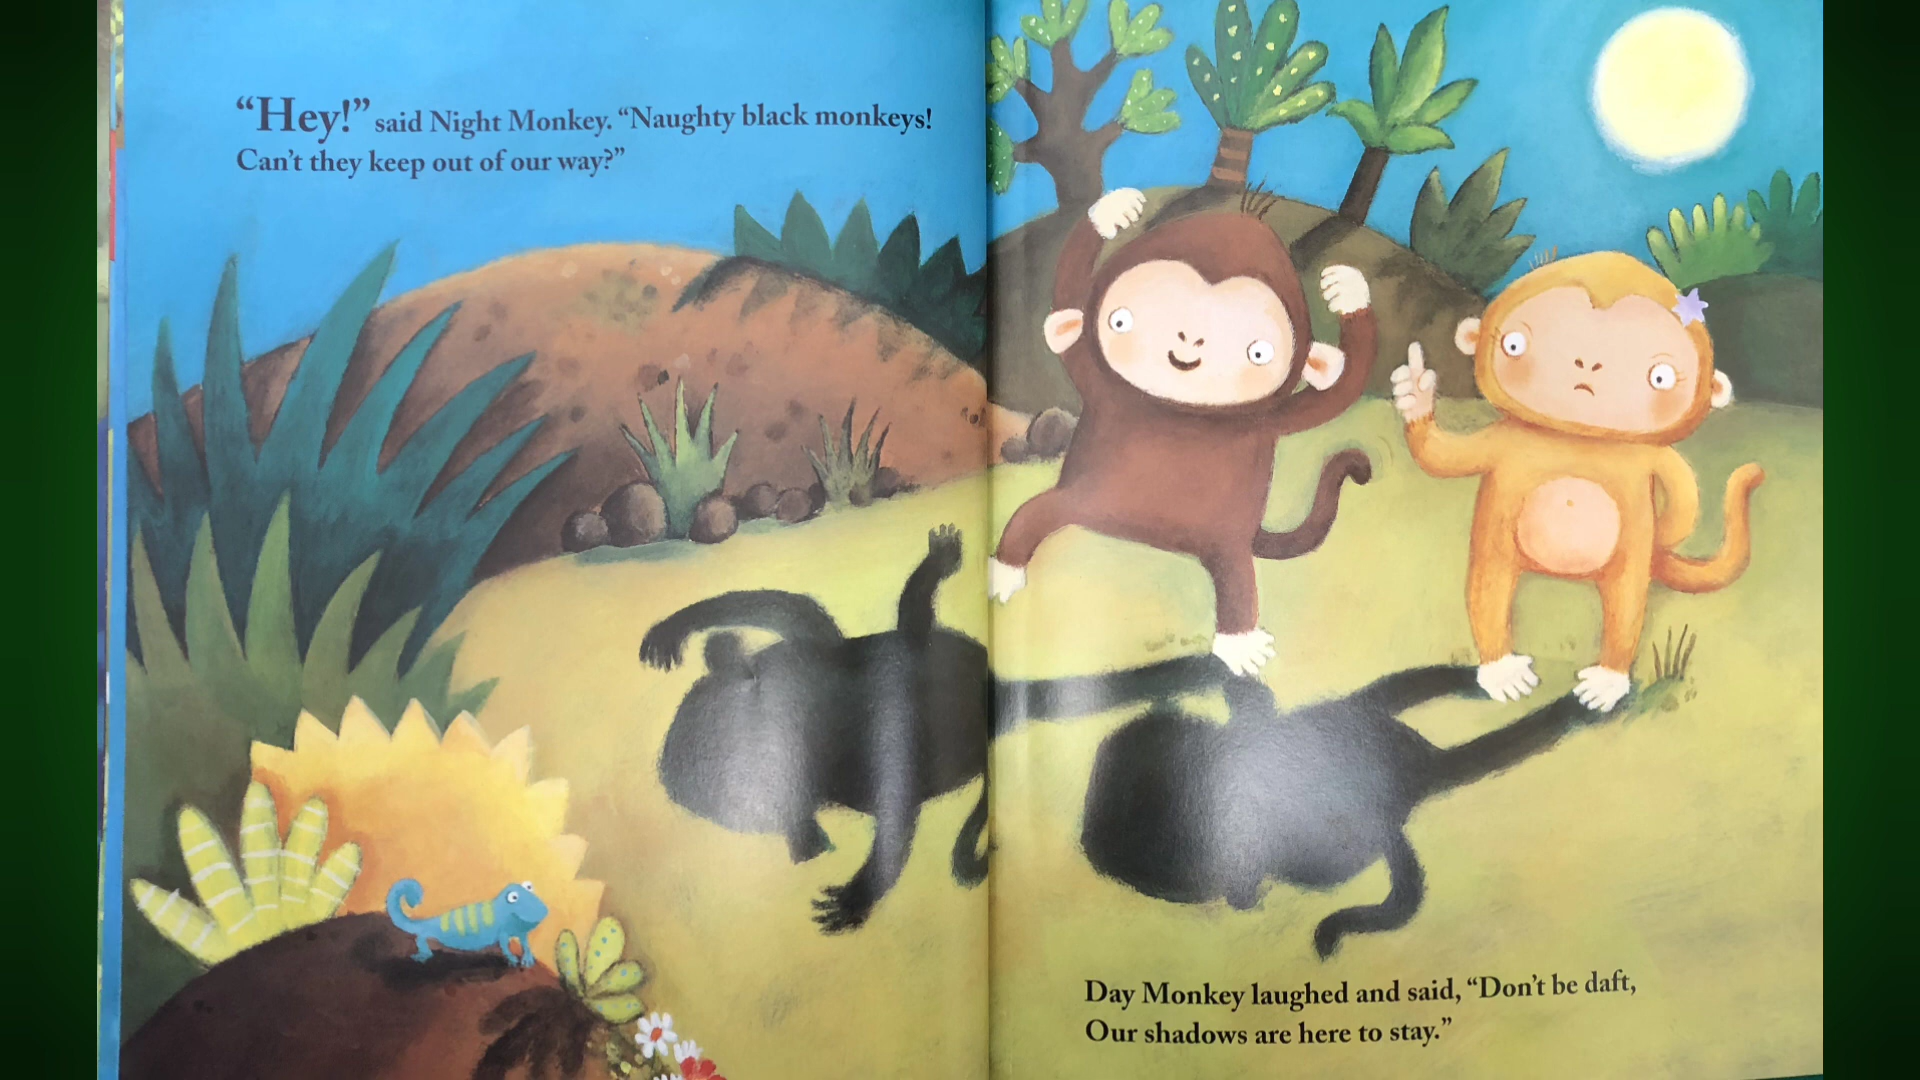 “Hey!” said Night Monkey. “Naughty black monkeys!
Can’t they keep out of our way?”
Day Monkey laughed and said, “Don’t be daft,
Our shadows are here to stay.”